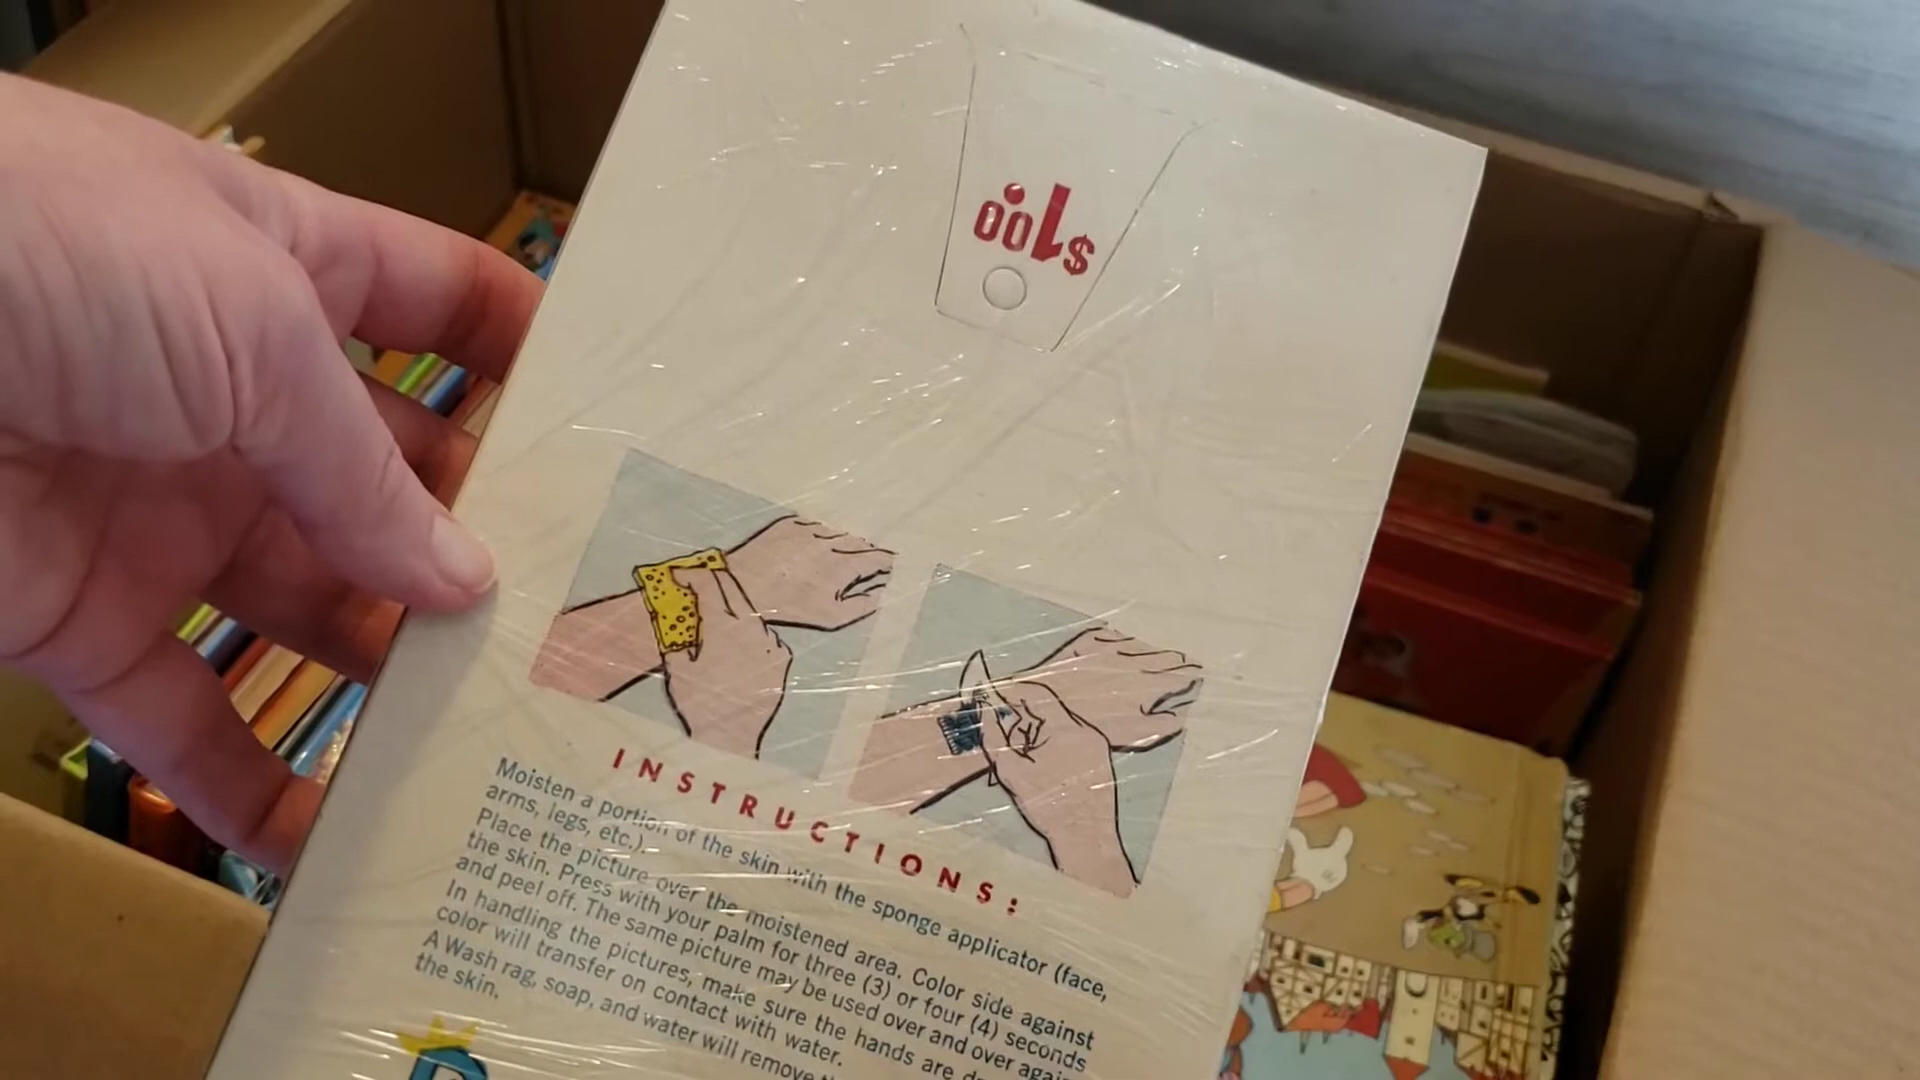 ools
INSTRUCTIONS:
Moisten a portion of the skin with the sponge applicator (face,
arms, legs, etc.).
Place the picture over the moistened area. Color side against
the skin. Press with your palm for three (3) or four (4) seconds
and peel off. The same picture may be used over and over
In handling the pictures, make sure the hands are
color will transfer on contact with water.
A Wash rag, soap, and water will remove
the skin.